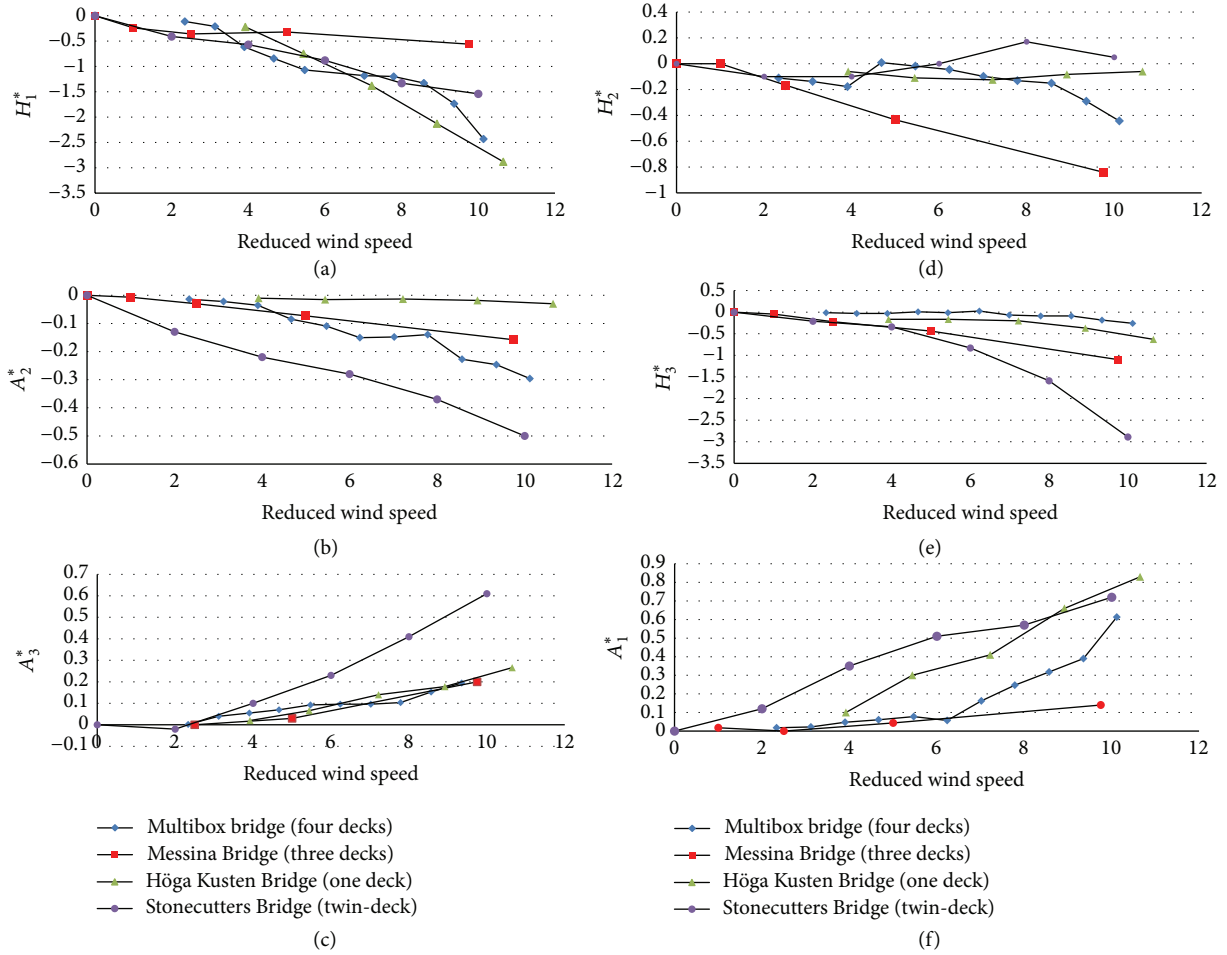 0
−0.5
−1
−1.5
−2
−2.5
−3
−3.5
H₁*
0 2 4 6 8 10 12
Reduced wind speed
(a)
0.4
0.2
0
−0.2
−0.4
−0.6
−0.8
−1
H₂*
0 2 4 6 8 10 12
Reduced wind speed
(d)
0
−0.1
−0.2
−0.3
−0.4
−0.5
−0.6
A₂*
0 2 4 6 8 10 12
Reduced wind speed
(b)
0.5
0
−0.5
−1
−1.5
−2
−2.5
−3
−3.5
H₃*
0 2 4 6 8 10 12
Reduced wind speed
(e)
0.7
0.6
0.5
0.4
0.3
0.2
0.1
0
−0.1
A₃*
0 2 4 6 8 10 12
Reduced wind speed
Multibox bridge (four decks)
Messina Bridge (three decks)
Höga Kusten Bridge (one deck)
Stonecutters Bridge (twin-deck)
(c)
0.9
0.8
0.7
0.6
0.5
0.4
0.3
0.2
0.1
0
A₁*
0 2 4 6 8 10 12
Reduced wind speed
Multibox bridge (four decks)
Messina Bridge (three decks)
Höga Kusten Bridge (one deck)
Stonecutters Bridge (twin-deck)
(f)